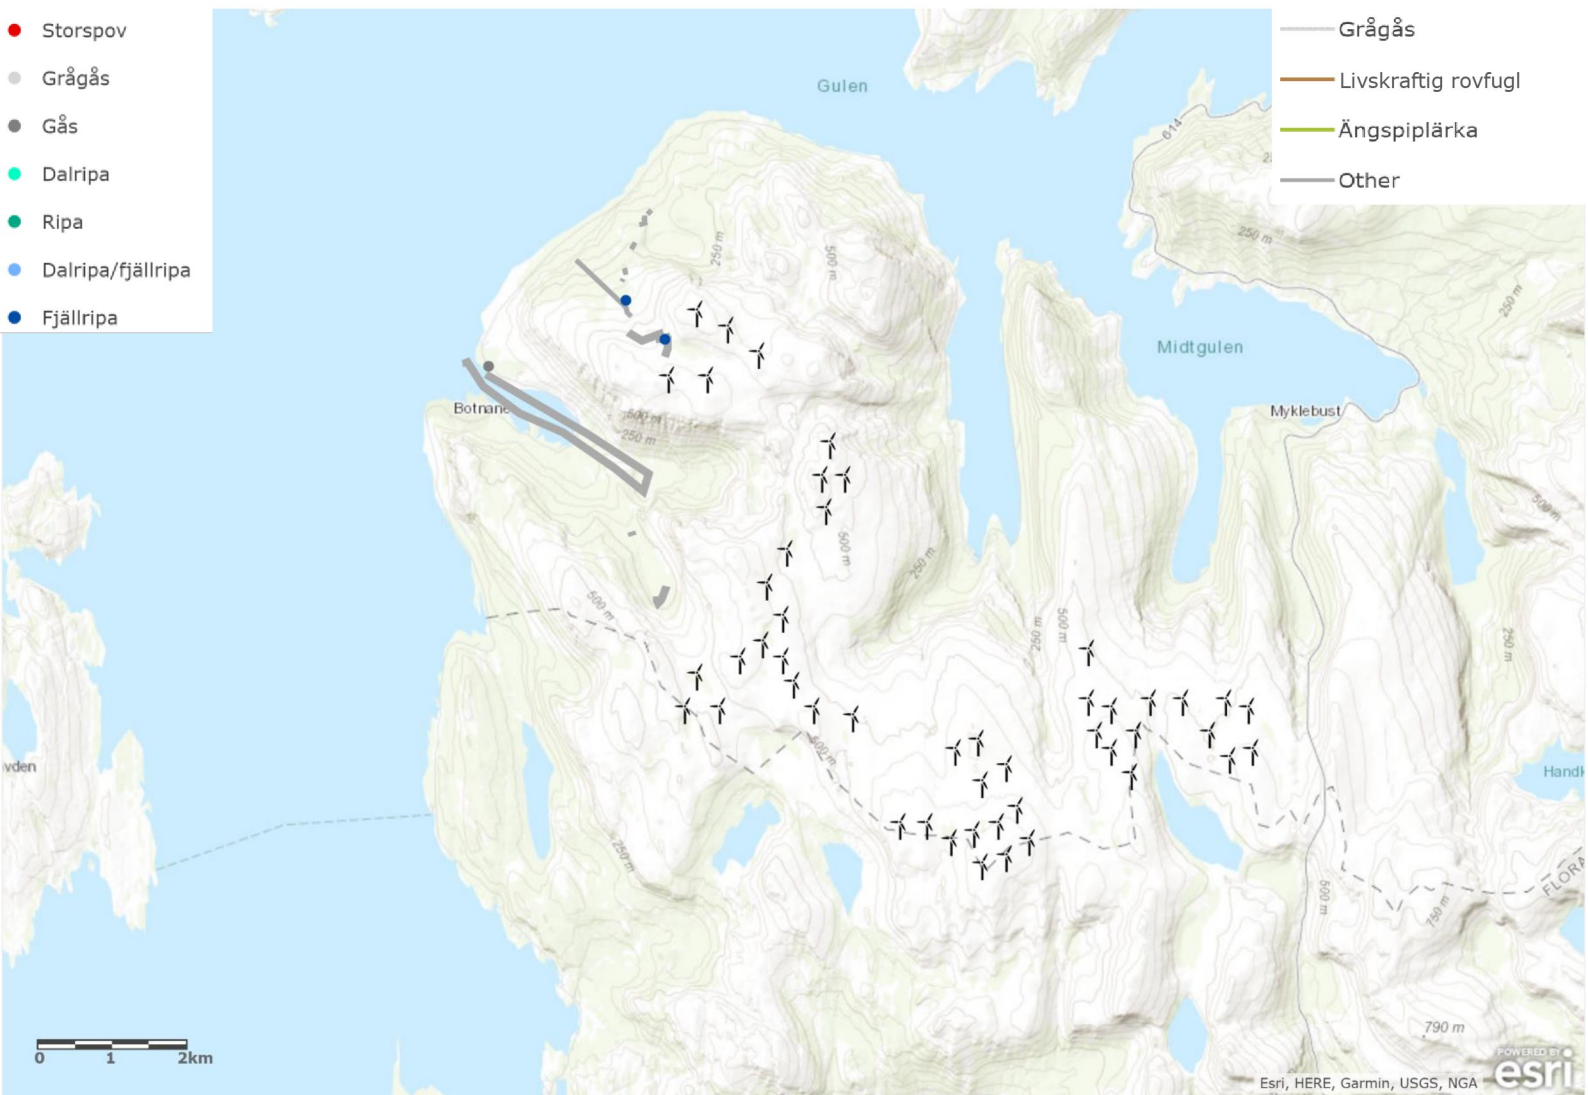 Storspov
Grågås
Gås
Dalripa
Ripa
Dalripa/fjällripa
Fjällripa
Grågås
Livskraftig rovfugl
Ängspiplärka
Other
Gulen
614
250 m
250 m
500 m
250 m
Midtgulen
Botnane
500 m
250 m
Myklebust
500 m
500 m
250 m
500 m
250 m
500 m
250 m
500 m
250 m
500 m
750 m
FLORA
790 m
0 1 2km
POWERED BY
esri
Esri, HERE, Garmin, USGS, NGA